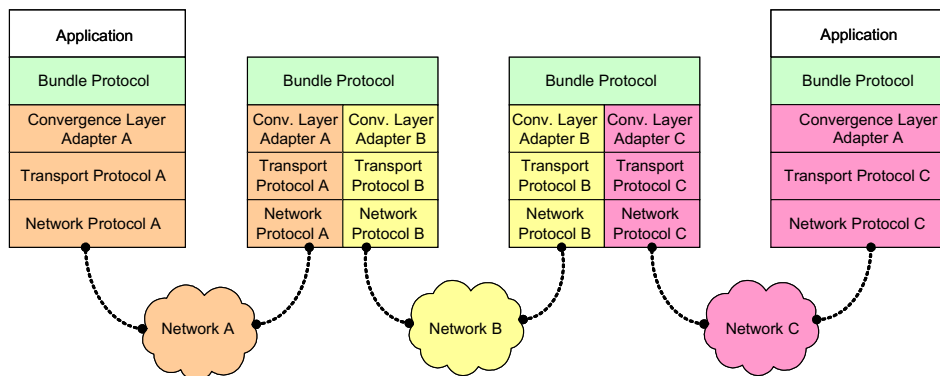 Application
Bundle Protocol
Convergence Layer
Adapter A
Transport Protocol A
Network Protocol A
Bundle Protocol
Conv. Layer
Adapter A
Conv. Layer
Adapter B
Transport
Protocol A
Transport
Protocol B
Network
Protocol A
Network
Protocol B
Bundle Protocol
Conv. Layer
Adapter B
Conv. Layer
Adapter C
Transport
Protocol B
Transport
Protocol C
Network
Protocol B
Network
Protocol C
Application
Bundle Protocol
Convergence Layer
Adapter A
Transport Protocol C
Network Protocol C
Network A
Network B
Network C